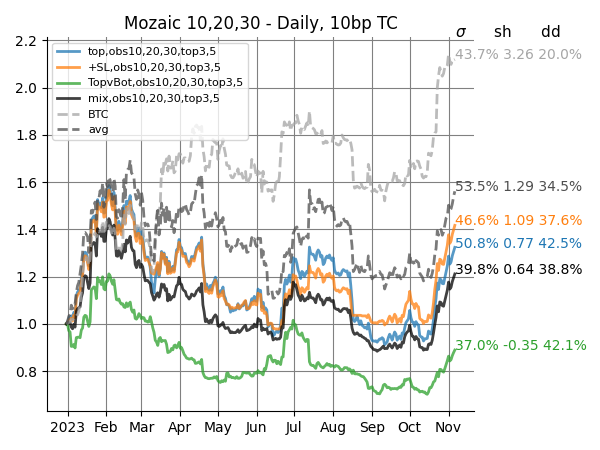 Mozaic 10,20,30 - Daily, 10bp TC
σ sh dd
top,obs10,20,30,top3,5
+SL,obs10,20,30,top3,5
TopvBot,obs10,20,30,top3,5
mix,obs10,20,30,top3,5
BTC
avg
43.7% 3.26 20.0%
53.5% 1.29 34.5%
46.6% 1.09 37.6%
50.8% 0.77 42.5%
39.8% 0.64 38.8%
37.0% -0.35 42.1%
2.2
2.0
1.8
1.6
1.4
1.2
1.0
0.8
2023 Feb Mar Apr May Jun Jul Aug Sep Oct Nov